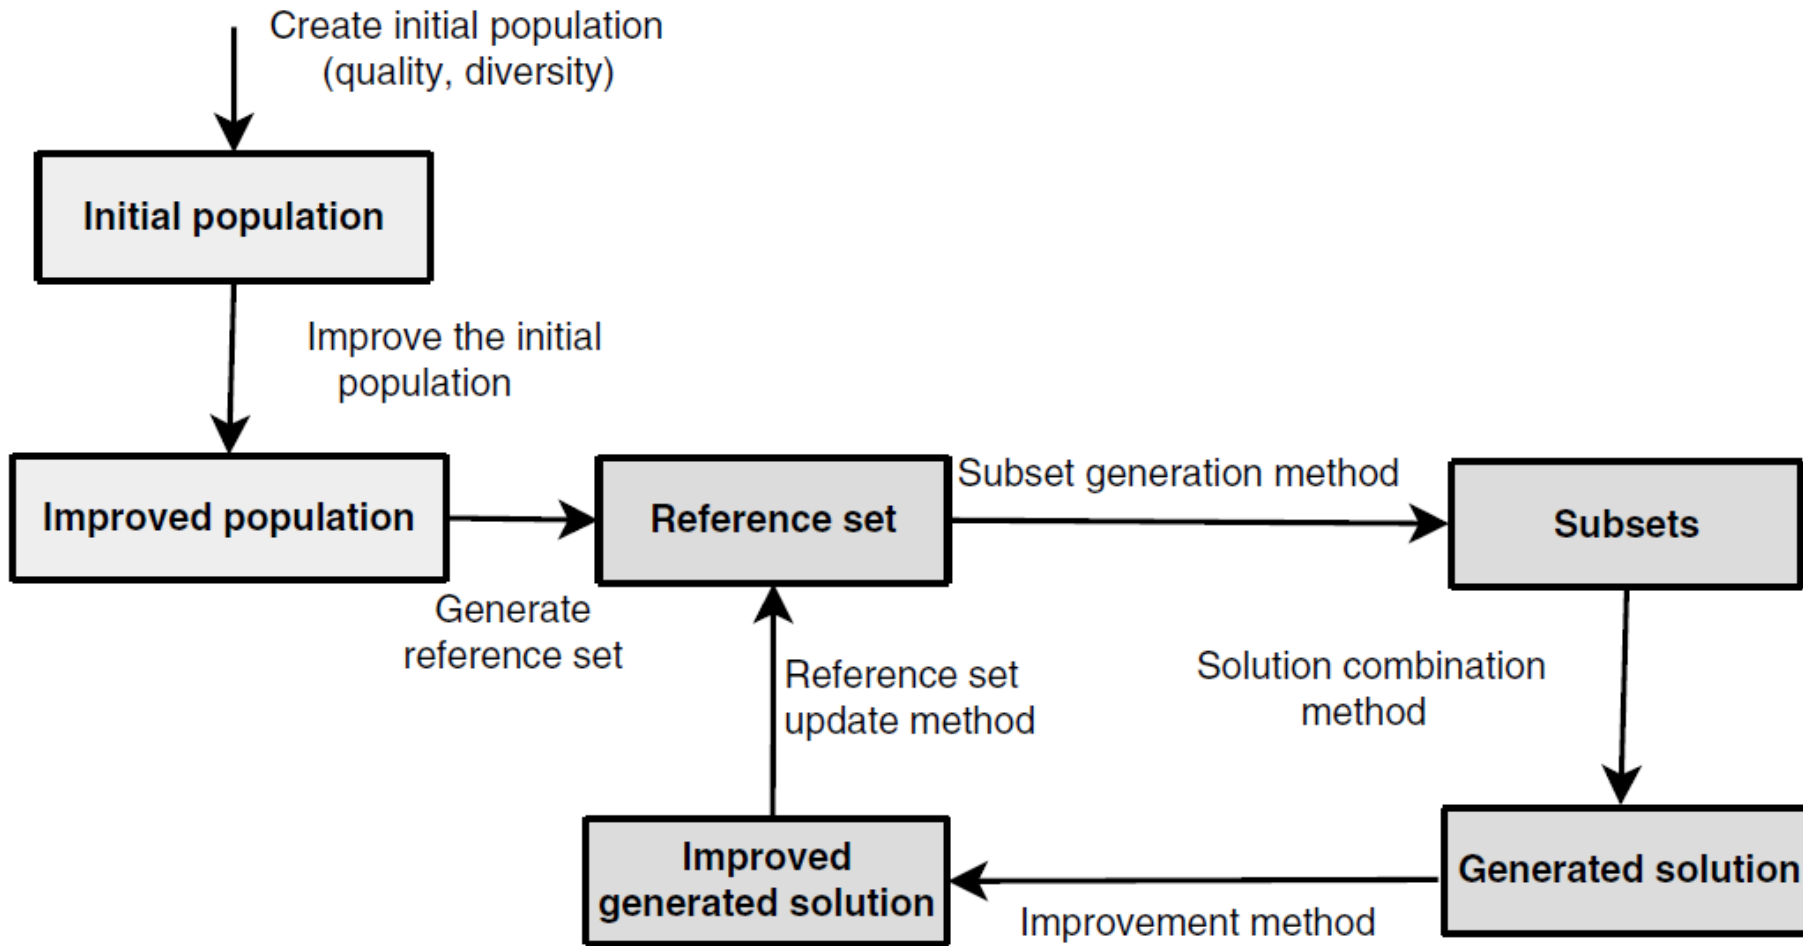 Create initial population
(quality, diversity)
Initial population
Improve the initial
population
Improved population
Generate
reference set
Reference set
Subset generation method
Subsets
Solution combination
method
Generated solution
Improvement method
Improved
generated solution
Reference set
update method